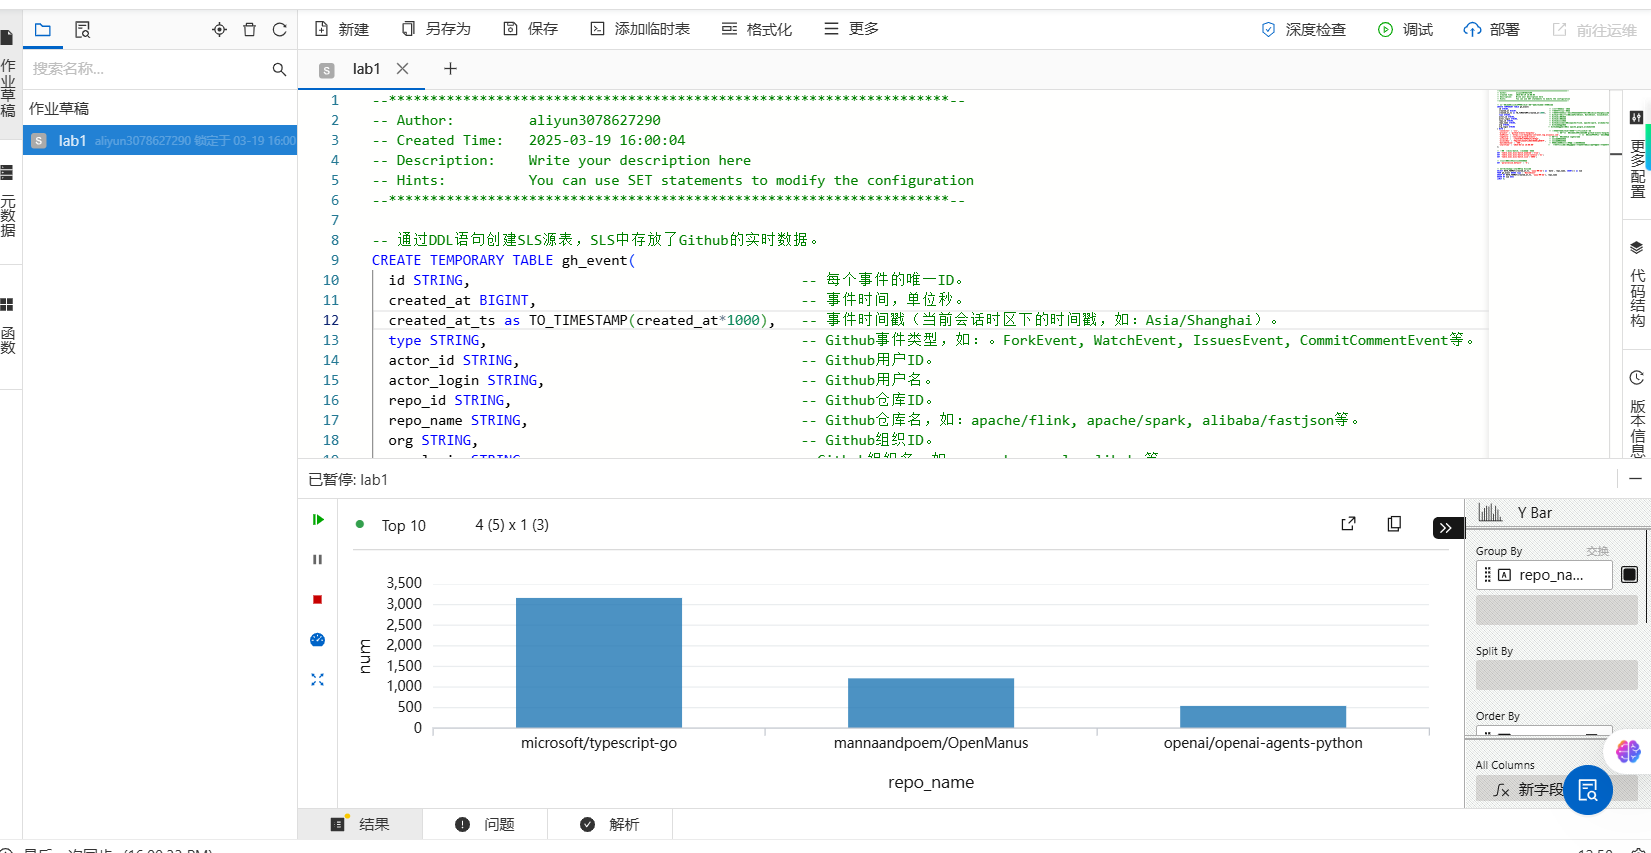 新建
另存为
保存
添加临时表
格式化
更多
深度检查
调试
部署
前往运维
作业草稿
元数据
函数
搜索名称...
作业草稿
S lab1 aliyun3078627290 锁定于 03-19 16:00
S lab1
1 --********************************************************************--
2 -- Author: aliyun3078627290
3 -- Created Time: 2025-03-19 16:00:04
4 -- Description: Write your description here
5 -- Hints: You can use SET statements to modify the configuration
6 --********************************************************************--
7
8 -- 通过DDL语句创建SLS源表，SLS中存放了Github的实时数据。
9 CREATE TEMPORARY TABLE gh_event(
10 id STRING, -- 每个事件的唯一ID。
11 created_at BIGINT, -- 事件时间，单位秒。
12 created_at_ts as TO_TIMESTAMP(created_at*1000), -- 事件时间戳（当前会话时区下的时间戳，如：Asia/Shanghai）。
13 type STRING, -- Github事件类型，如：。ForkEvent, WatchEvent, IssuesEvent, CommitCommentEvent等。
14 actor_id STRING, -- Github用户ID。
15 actor_login STRING, -- Github用户名。
16 repo_id STRING, -- Github仓库ID。
17 repo_name STRING, -- Github仓库名，如：apache/flink, apache/spark, alibaba/fastjson等。
18 org STRING, -- Github组织ID。
更多配置
代码结构
版本信息
已暂停: lab1
Top 10
4 (5) x 1 (3)
3,500
3,000
2,500
2,000
1,500
1,000
500
0
num
microsoft/typescript-go
mannaandpoem/OpenManus
openai/openai-agents-python
repo_name
Y Bar
Group By
交换
A repo_na...
Split By
Order By
All Columns
新字段
结果
问题
解析